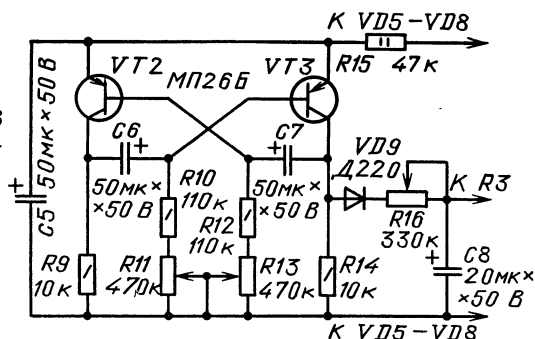 К VD5-VD8
R15 47к
VT2
МП26Б
VT3
+
С5 50мк×50 В
С6
+
50мк×
×50 В
+
С7
50мк×
×50 В
VD9
Д220
К R3
R16
330к
+
С8
20мк×
×50 В
R9
10к
R10
110к
R11
470к
R12
110к
R13
470к
R14
10к
К VD5-VD8